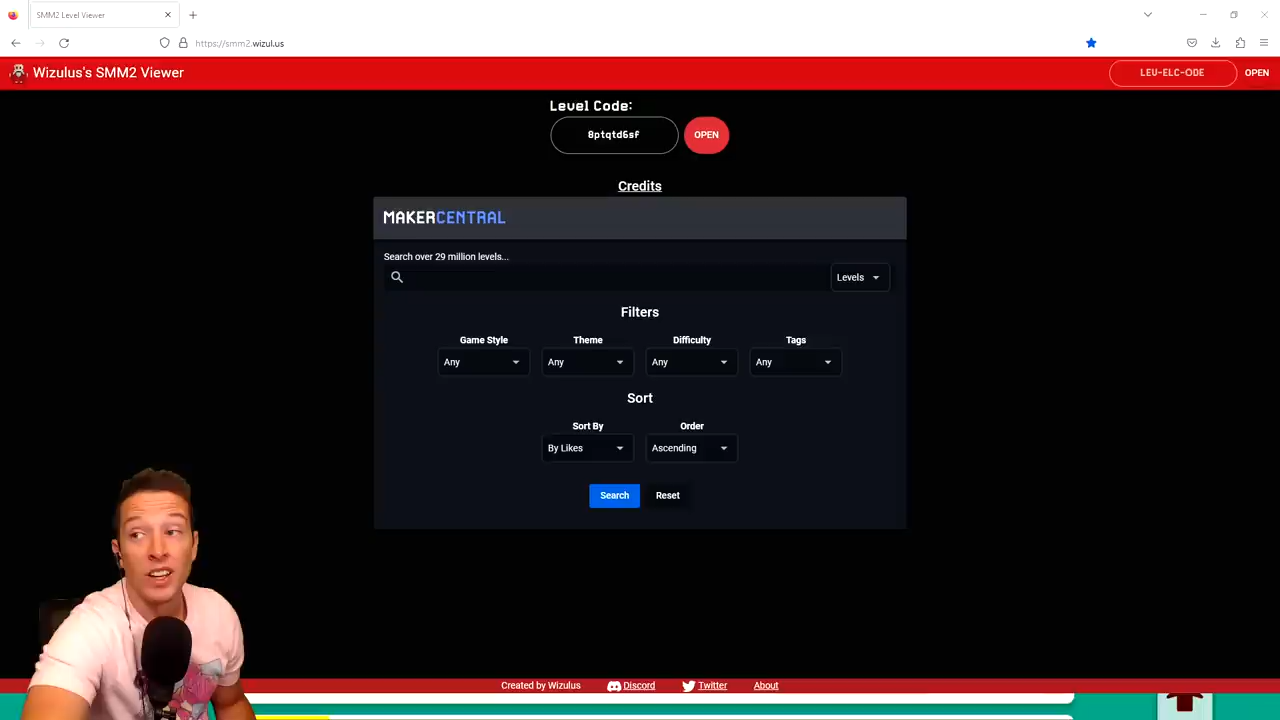 SMM2 Level Viewer
https://smm2.wizul.us
Wizulus's SMM2 Viewer
LEV-ELC-ODE
OPEN
Level Code:
8ptqtd6sf
OPEN
Credits
MAKERCENTRAL
Search over 29 million levels...
Levels
Filters
Game Style
Theme
Difficulty
Tags
Any
Any
Any
Any
Sort
Sort By
Order
By Likes
Ascending
Search
Reset
Created by Wizulus
Discord
Twitter
About